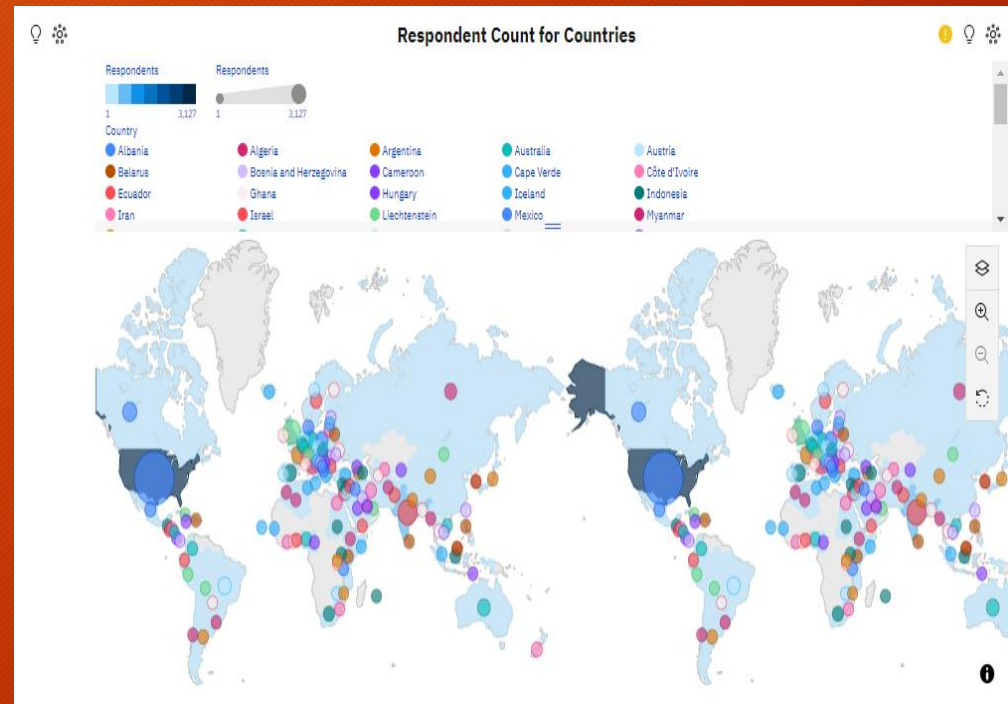 Respondent Count for Countries
Respondents Respondents
1 3,127 1 3,127
Country
Albania Algeria Argentina Australia Austria
Belarus Bosnia and Herzegovina Cameroon Cape Verde Côte d'Ivoire
Ecuador Ghana Hungary Iceland Indonesia
Iran Israel Liechtenstein Mexico Myanmar